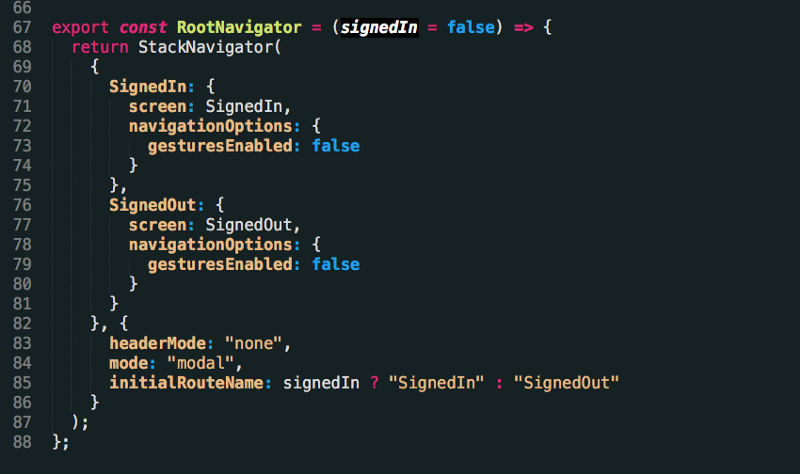 66
67 export const RootNavigator = (signedIn = false) => {
68   return StackNavigator(
69     {
70       SignedIn: {
71         screen: SignedIn,
72         navigationOptions: {
73           gesturesEnabled: false
74         }
75       },
76       SignedOut: {
77         screen: SignedOut,
78         navigationOptions: {
79           gesturesEnabled: false
80         }
81       }
82     }, {
83       headerMode: "none",
84       mode: "modal",
85       initialRouteName: signedIn ? "SignedIn" : "SignedOut"
86     }
87   );
88 };